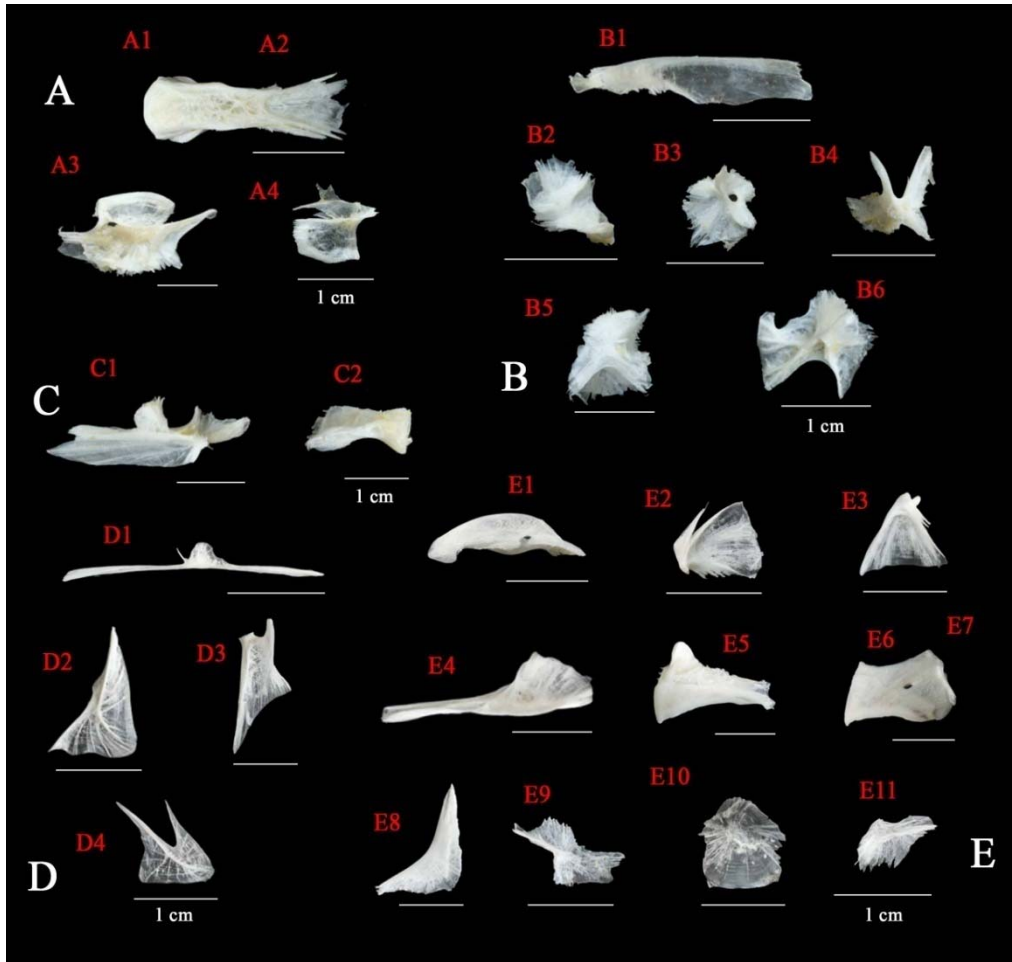 A1 A2
A
A3
A4
1 cm
B1
B2 B3 B4
B5 B6
B
1 cm
C1 C2
C
1 cm
D1
D2 D3
D4
D
1 cm
E1 E2 E3
E4 E5 E6 E7
E8 E9 E10 E11
E
1 cm